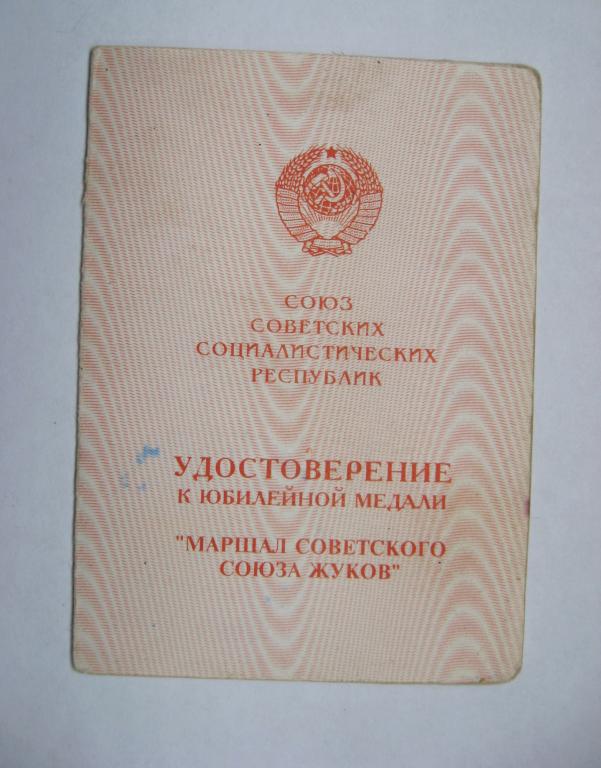 СОЮЗ
СОВЕТСКИХ
СОЦИАЛИСТИЧЕСКИХ
РЕСПУБЛИК
УДОСТОВЕРЕНИЕ
К ЮБИЛЕЙНОЙ МЕДАЛИ
"МАРШАЛ СОВЕТСКОГО
СОЮЗА ЖУКОВ"